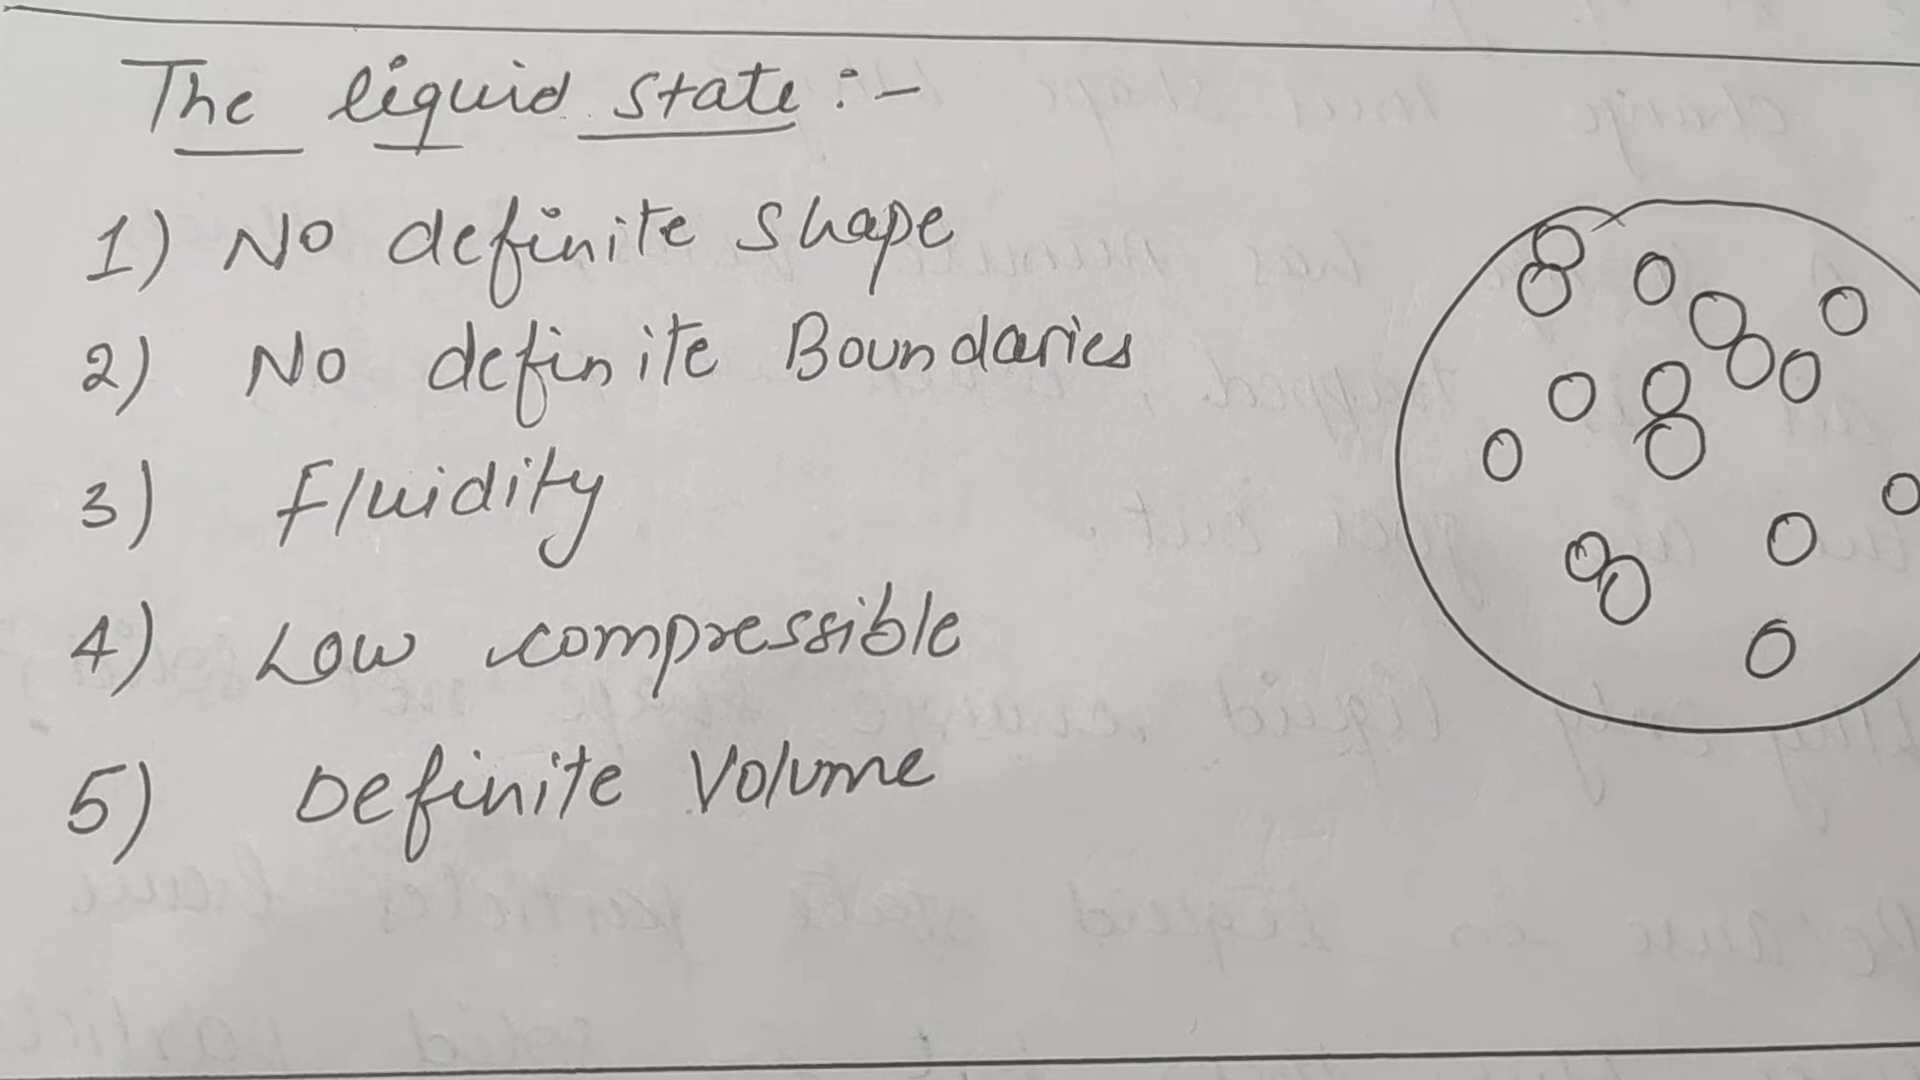 The liquid state :-
1) No definite shape
2) No definite Boundaries
3) Fluidity
4) Low compressible
5) Definite Volume